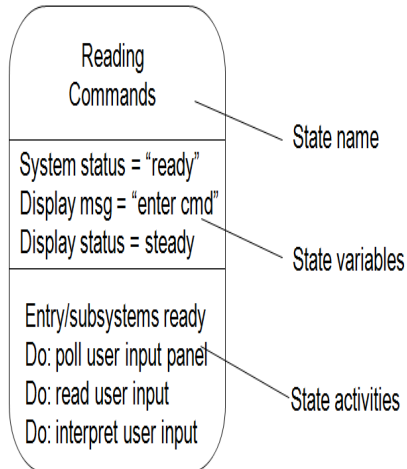 Reading
Commands
State name
System status = “ready”
Display msg = “enter cmd”
Display status = steady
State variables
Entry/subsystems ready
Do: poll user input panel
Do: read user input
Do: interpret user input
State activities